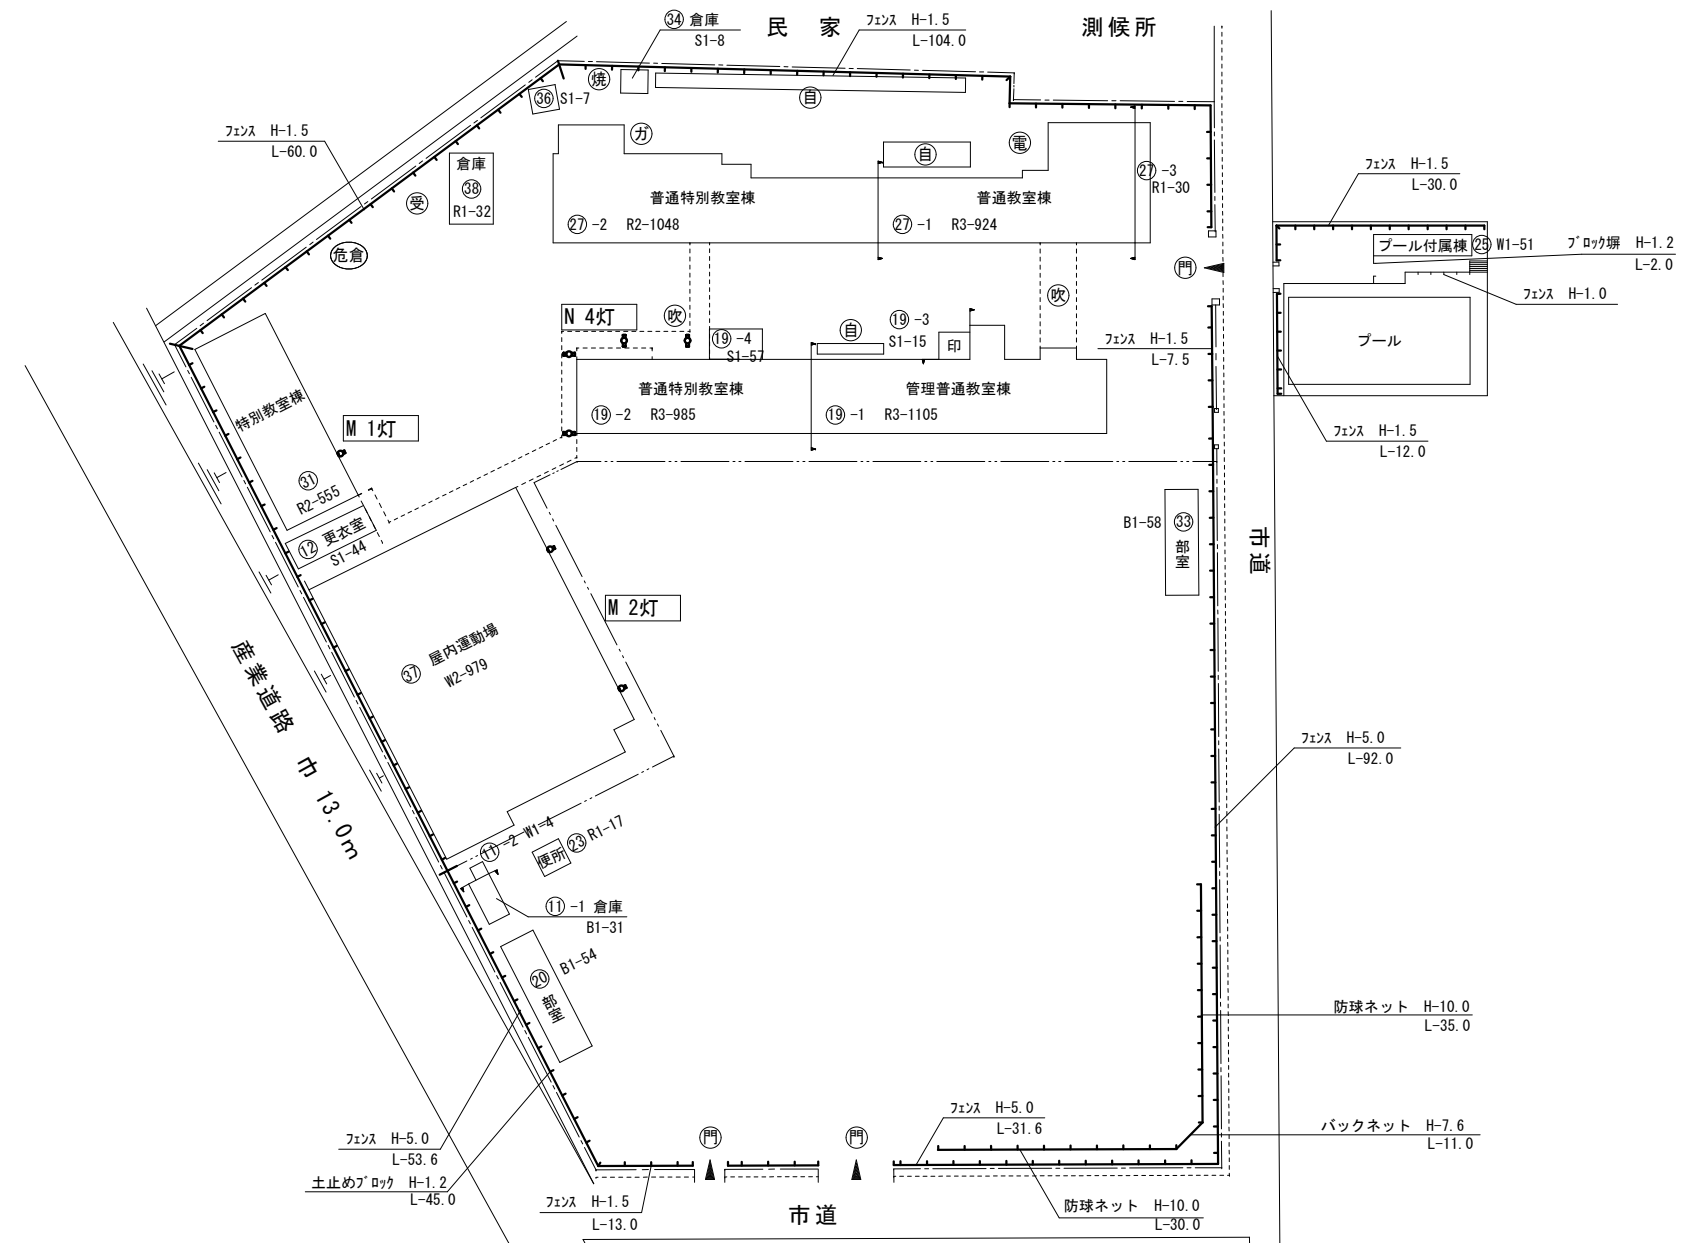 ㉞ 倉庫
S1-8
民 家
フェンス H-1.5
L-104.0
測候所
焼
㊱ S1-7
自
フェンス H-1.5
L-60.0
ガ
倉庫
㊳
R1-32
受
危倉
自
電
普通特別教室棟
㉗ -2 R2-1048
普通教室棟
㉗ -1 R3-924
㉗ -3
R1-30
フェンス H-1.5
L-30.0
プール付属棟 ㉕ W1-51
ブロック塀 H-1.2
L-2.0
フェンス H-1.0
プール
門
N 4灯
吹
吹
⑲ -4
S1-57
自
⑲ -3
S1-15
印
フェンス H-1.5
L-7.5
普通特別教室棟
⑲ -2 R3-985
管理普通教室棟
⑲ -1 R3-1105
フェンス H-1.5
L-12.0
特別教室棟
㉛
R2-555
M 1灯
⑫ 更衣室
S1-44
B1-58
㉝
部室
市道
M 2灯
㊲ 屋内運動場
W2-979
産業道路 巾 13.0m
フェンス H-5.0
L-92.0
⑪ -2 W1-4
便所
㉓ R1-17
⑪ -1 倉庫
B1-31
⑳ B1-54
部室
防球ネット H-10.0
L-35.0
フェンス H-5.0
L-53.6
土止めブロック H-1.2
L-45.0
フェンス H-1.5
L-13.0
門
門
フェンス H-5.0
L-31.6
バックネット H-7.6
L-11.0
防球ネット H-10.0
L-30.0
市道